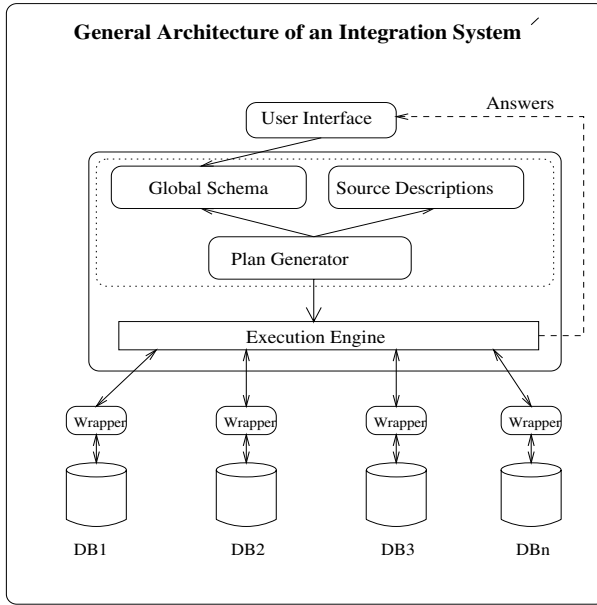 General Architecture of an Integration System
Answers
User Interface
Global Schema
Source Descriptions
Plan Generator
Execution Engine
Wrapper
Wrapper
Wrapper
Wrapper
DB1
DB2
DB3
DBn